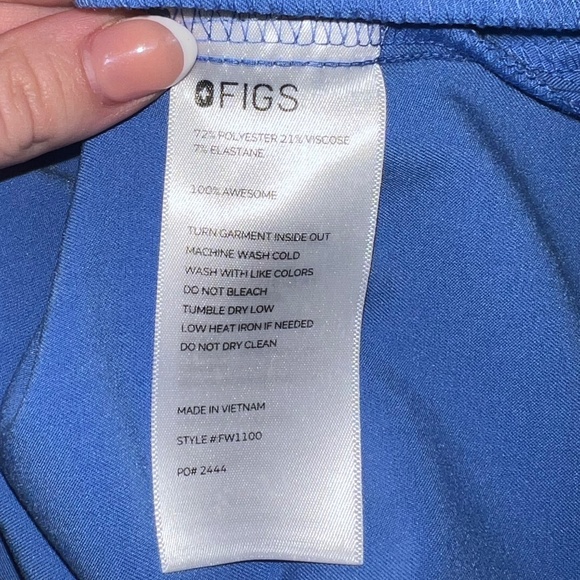 FIGS
72% POLYESTER 21% VISCOSE
7% ELASTANE
100% AWESOME
TURN GARMENT INSIDE OUT
MACHINE WASH COLD
WASH WITH LIKE COLORS
DO NOT BLEACH
TUMBLE DRY LOW
LOW HEAT IRON IF NEEDED
DO NOT DRY CLEAN
MADE IN VIETNAM
STYLE #:FW1100
PO# 2444